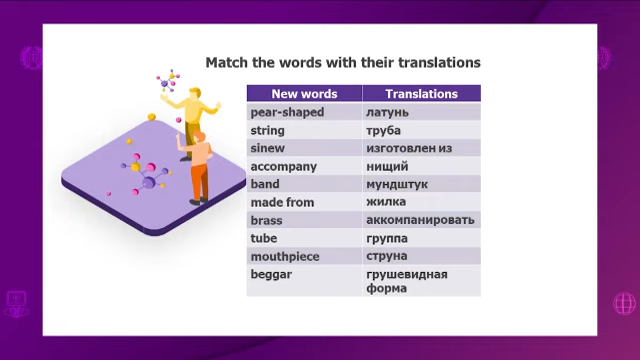 Match the words with their translations
New words Translations
pear-shaped латунь
string труба
sinew изготовлен из
accompany нищий
band мундштук
made from жилка
brass аккомпанировать
tube группа
mouthpiece струна
beggar грушевидная
форма